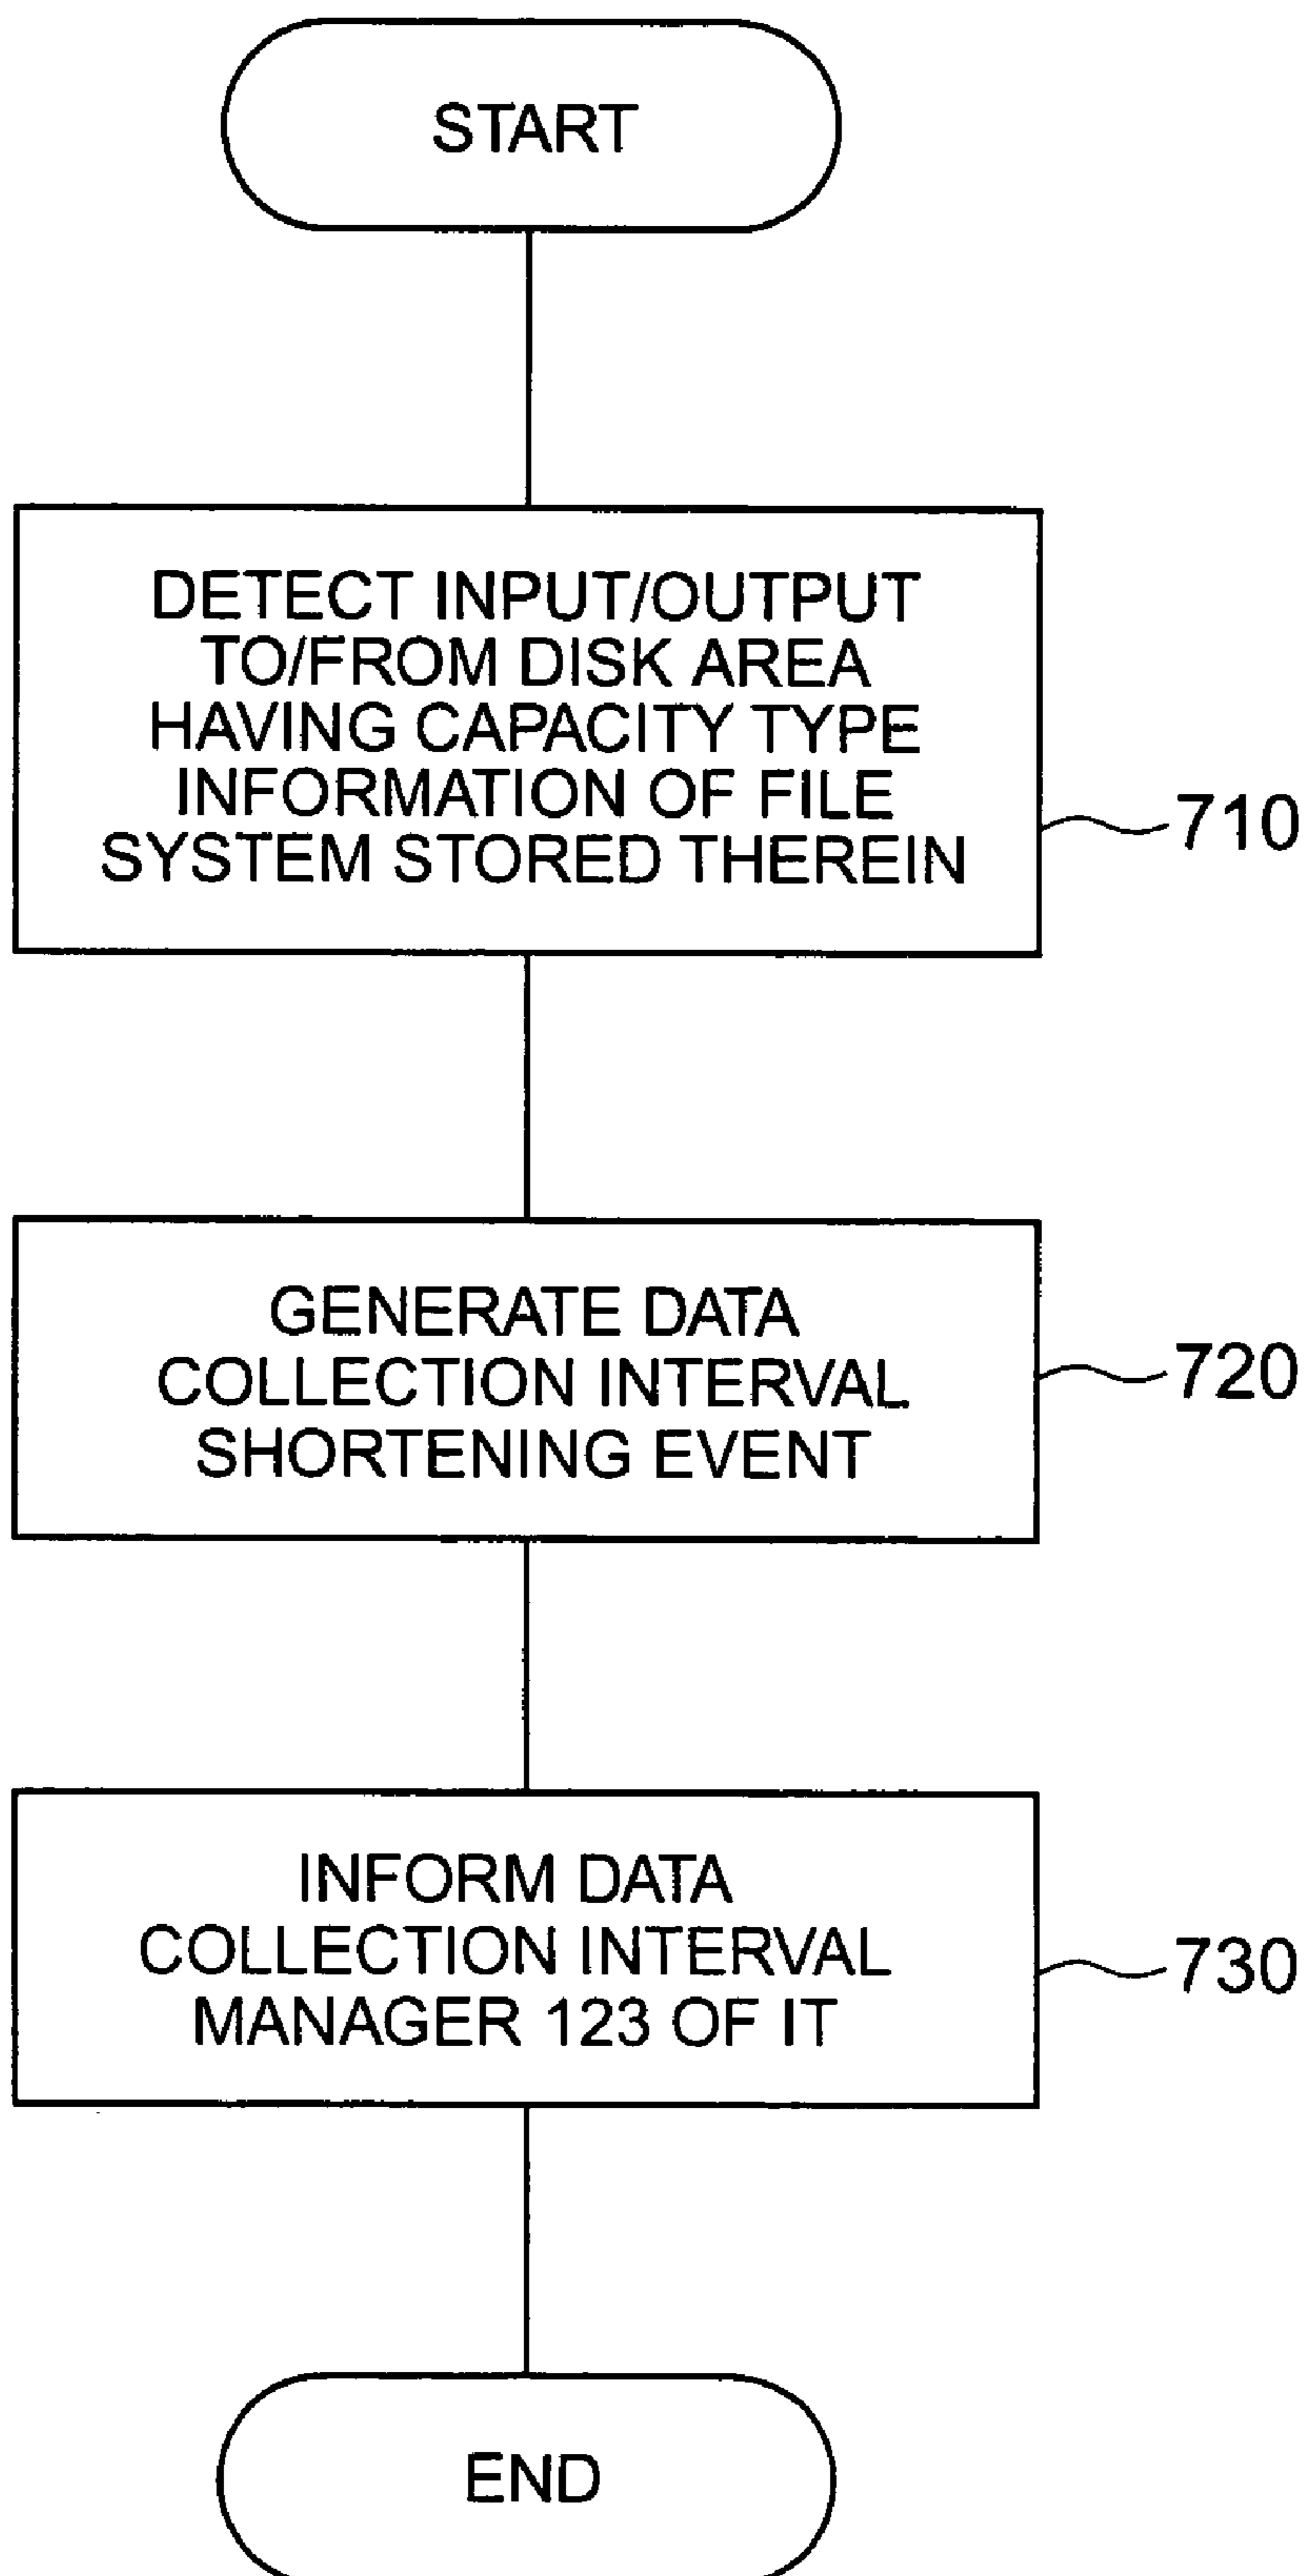 START
DETECT INPUT/OUTPUT
TO/FROM DISK AREA
HAVING CAPACITY TYPE
INFORMATION OF FILE
SYSTEM STORED THEREIN
710
GENERATE DATA
COLLECTION INTERVAL
SHORTENING EVENT
720
INFORM DATA
COLLECTION INTERVAL
MANAGER 123 OF IT
730
END